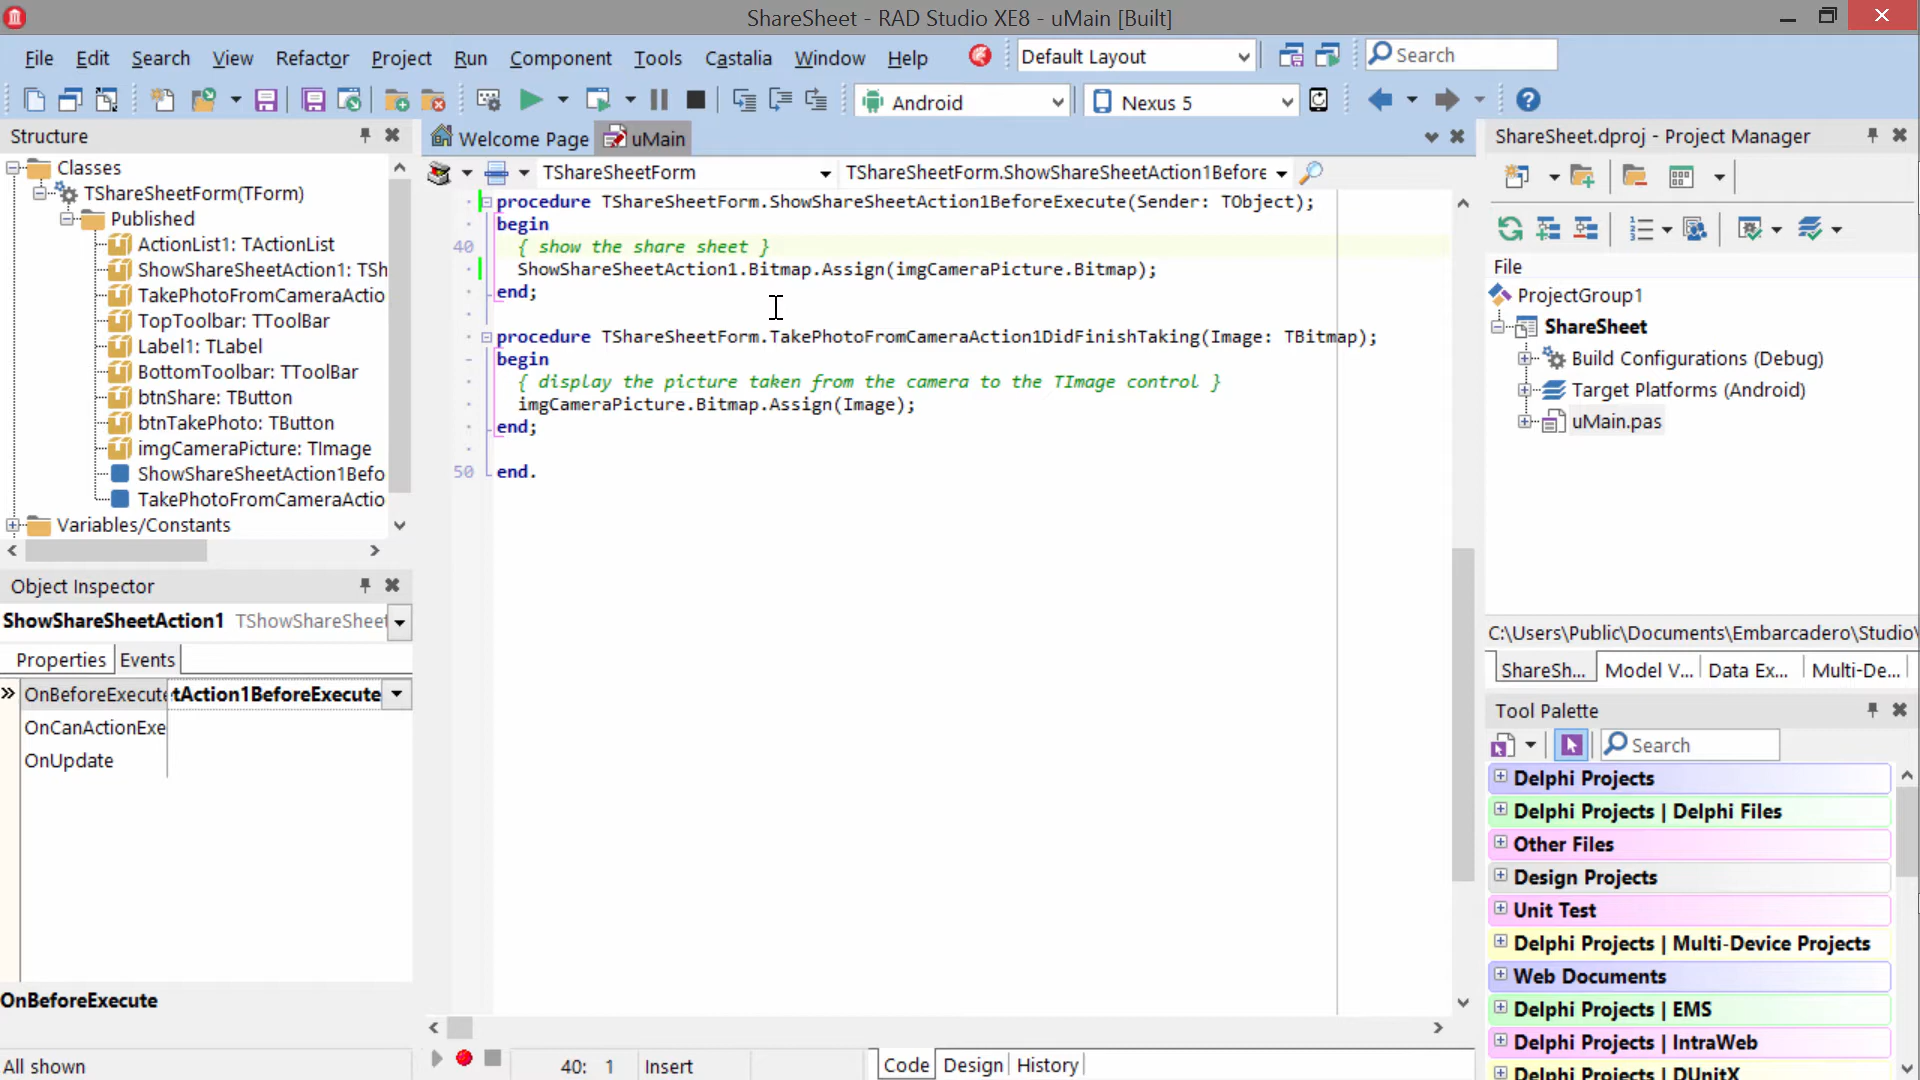 ShareSheet - RAD Studio XE8 - uMain [Built]
File Edit Search View Refactor Project Run Component Tools Castalia Window Help
Default Layout
Search
Android
Nexus 5
Structure
Classes
TShareSheetForm(TForm)
Published
ActionList1: TActionList
ShowShareSheetAction1: TSh
TakePhotoFromCameraActio
TopToolbar: TToolBar
Label1: TLabel
BottomToolbar: TToolBar
btnShare: TButton
btnTakePhoto: TButton
imgCameraPicture: TImage
ShowShareSheetAction1Befo
TakePhotoFromCameraActio
Variables/Constants
Object Inspector
ShowShareSheetAction1 TShowShareSheet
Properties Events
OnBeforeExecute tAction1BeforeExecute
OnCanActionExe
OnUpdate
OnBeforeExecute
All shown
Welcome Page uMain
TShareSheetForm TShareSheetForm.ShowShareSheetAction1Before
procedure TShareSheetForm.ShowShareSheetAction1BeforeExecute(Sender: TObject);
begin
40 { show the share sheet }
ShowShareSheetAction1.Bitmap.Assign(imgCameraPicture.Bitmap);
end;
procedure TShareSheetForm.TakePhotoFromCameraAction1DidFinishTaking(Image: TBitmap);
begin
{ display the picture taken from the camera to the TImage control }
imgCameraPicture.Bitmap.Assign(Image);
end;
50 end.
40: 1 Insert
Code Design History
ShareSheet.dproj - Project Manager
File
ProjectGroup1
ShareSheet
Build Configurations (Debug)
Target Platforms (Android)
uMain.pas
C:\Users\Public\Documents\Embarcadero\Studio\
ShareSh... Model V... Data Ex... Multi-De...
Tool Palette
Search
Delphi Projects
Delphi Projects | Delphi Files
Other Files
Design Projects
Unit Test
Delphi Projects | Multi-Device Projects
Web Documents
Delphi Projects | EMS
Delphi Projects | IntraWeb
Delphi Projects | DUnitX